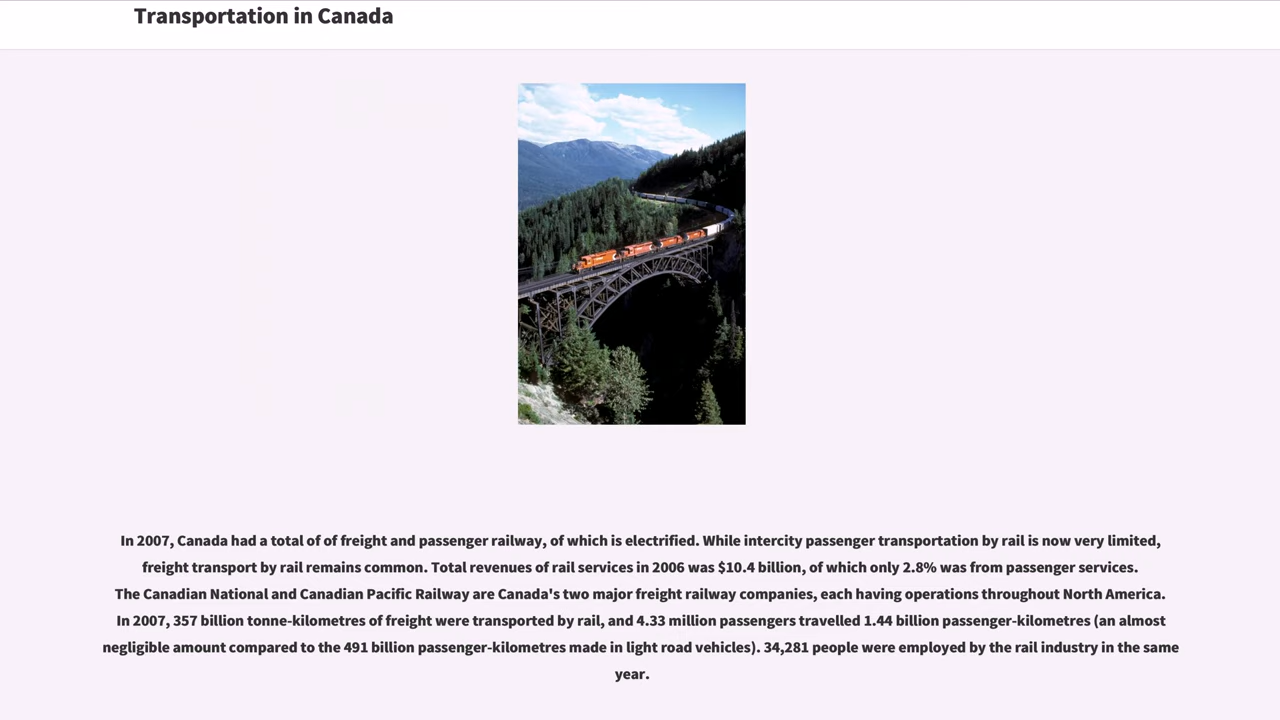 Transportation in Canada
In 2007, Canada had a total of of freight and passenger railway, of which is electrified. While intercity passenger transportation by rail is now very limited,
freight transport by rail remains common. Total revenues of rail services in 2006 was $10.4 billion, of which only 2.8% was from passenger services.
The Canadian National and Canadian Pacific Railway are Canada's two major freight railway companies, each having operations throughout North America.
In 2007, 357 billion tonne-kilometres of freight were transported by rail, and 4.33 million passengers travelled 1.44 billion passenger-kilometres (an almost
negligible amount compared to the 491 billion passenger-kilometres made in light road vehicles). 34,281 people were employed by the rail industry in the same
year.